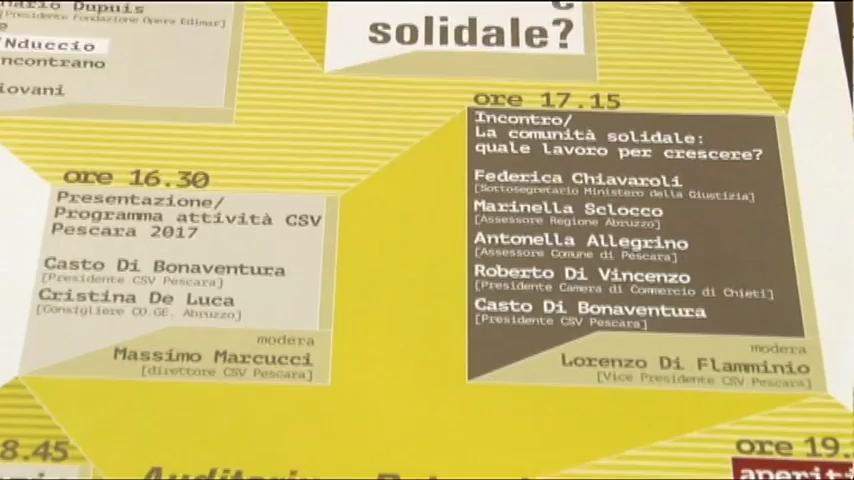 Dupuis
[Presidente Fondazione Opera Edimar]
e
'Nduccio
ncontrano
iovani
e
solidale?
ore 16.30
Presentazione/
Programma attività CSV
Pescara 2017
Casto Di Bonaventura
[Presidente CSV Pescara]
Cristina De Luca
[Consigliere CO.GE. Abruzzo]
modera
Massimo Marcucci
[direttore CSV Pescara]
ore 17.15
Incontro/
La comunità solidale:
quale lavoro per crescere?
Federica Chiavaroli
[Sottosegretario Ministero della Giustizia]
Marinella Sclocco
[Assessore Regione Abruzzo]
Antonella Allegrino
[Assessore Comune di Pescara]
Roberto Di Vincenzo
[Presidente Camera di Commercio di Chieti]
Casto Di Bonaventura
[Presidente CSV Pescara]
modera
Lorenzo Di Flamminio
[Vice Presidente CSV Pescara]
8.45
ore 19.
aperiti